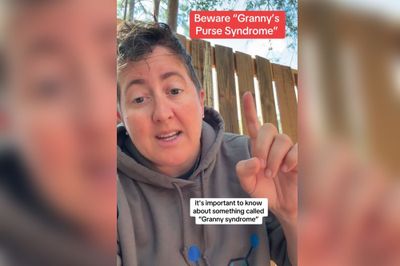 Beware “Granny’s
Purse Syndrome”
it's important to know
about something called
“Granny syndrome”